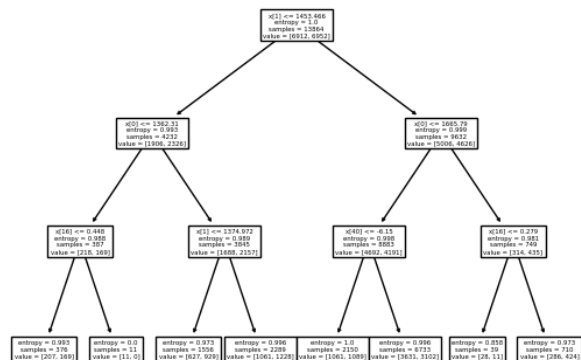 x[1] <= 1453.466
entropy = 1.0
samples = 13864
value = [6912, 6952]
x[0] <= 1362.31
entropy = 0.993
samples = 4232
value = [1906, 2326]
x[0] <= 1665.79
entropy = 0.999
samples = 9632
value = [5006, 4626]
x[16] <= 0.448
entropy = 0.988
samples = 387
value = [218, 169]
x[1] <= 1374.972
entropy = 0.989
samples = 3845
value = [1688, 2157]
x[40] <= -6.15
entropy = 0.998
samples = 8883
value = [4692, 4191]
x[16] <= 0.279
entropy = 0.981
samples = 749
value = [314, 435]
entropy = 0.993
samples = 376
value = [207, 169]
entropy = 0.0
samples = 11
value = [11, 0]
entropy = 0.973
samples = 1556
value = [627, 929]
entropy = 0.996
samples = 2289
value = [1061, 1228]
entropy = 1.0
samples = 2150
value = [1061, 1089]
entropy = 0.996
samples = 6733
value = [3631, 3102]
entropy = 0.858
samples = 39
value = [28, 11]
entropy = 0.973
samples = 710
value = [286, 424]